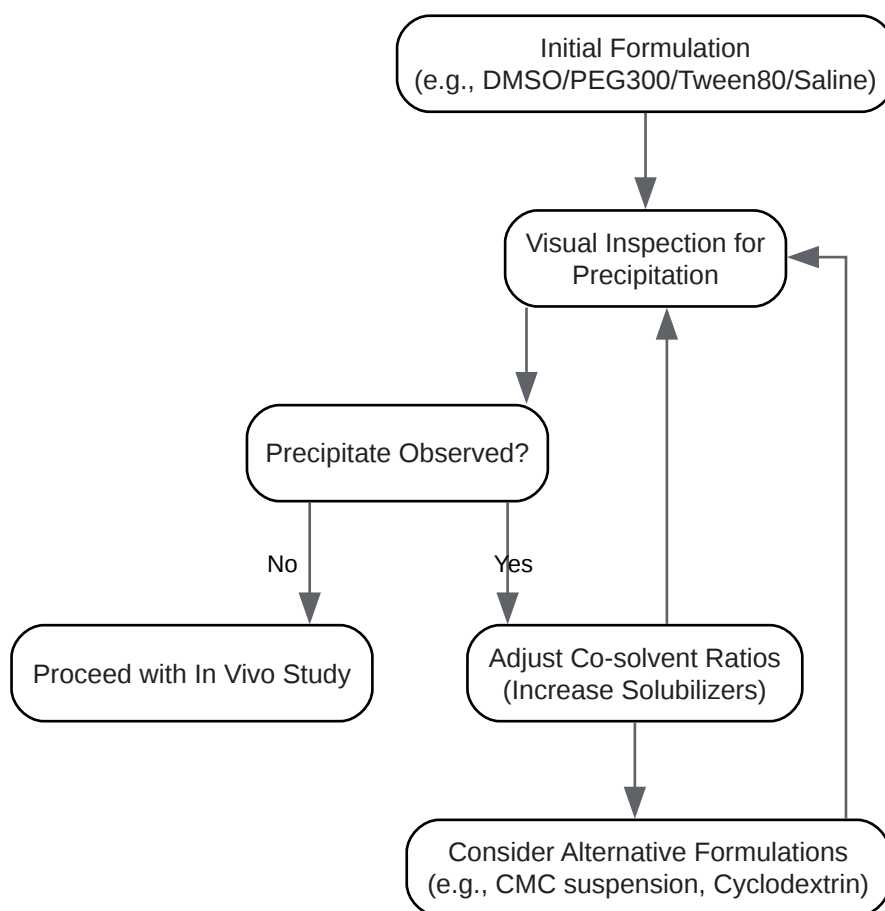 Initial Formulation
(e.g., DMSO/PEG300/Tween80/Saline)
Visual Inspection for
Precipitation
Precipitate Observed?
No
Yes
Proceed with In Vivo Study
Adjust Co-solvent Ratios
(Increase Solubilizers)
Consider Alternative Formulations
(e.g., CMC suspension, Cyclodextrin)